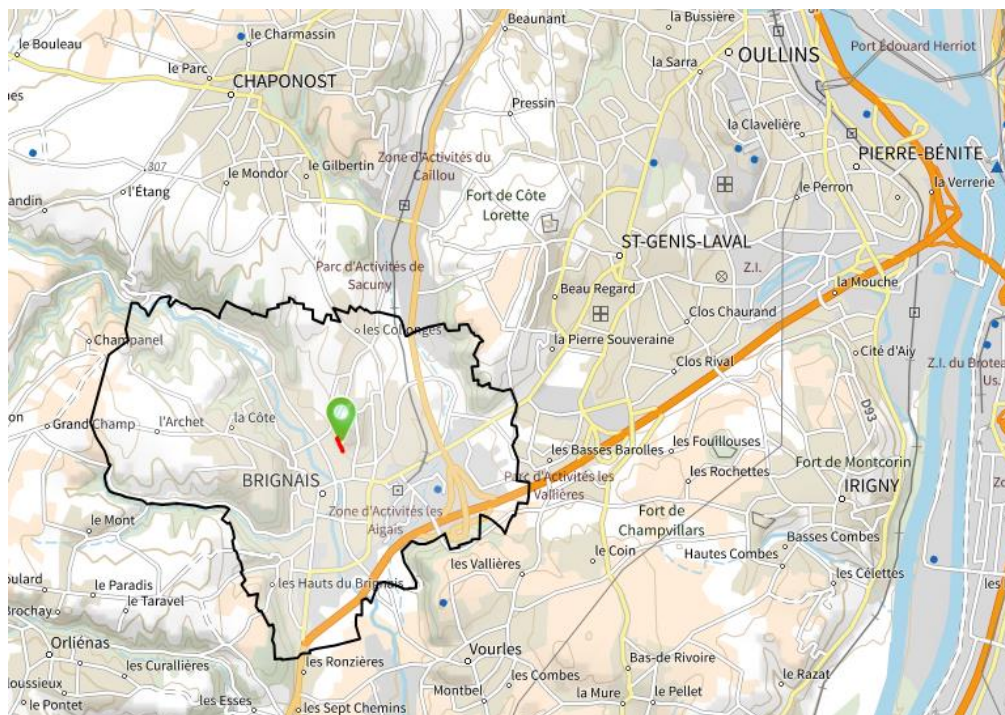 Beaunant
la Bussière
le Charmassin
le Bouleau
OULLINS
Port Édouard Herriot
la Sarra
le Parc
CHAPONOST
Pressin
la Clavelière
PIERRE-BÉNITE
307
le Gilbertin
Zone d'Activités du
Caillou
la Verrerie
le Mondor
le Perron
l'Étang
Fort de Côte
Lorette
andin
ST-GENIS-LAVAL
Parc d'Activités de
Sacuny
Z.I.
la Mouche
Beau Regard
Clos Chaurand
les Collonges
Champanel
la Pierre Souveraine
Cité d'Aiy
Clos Rival
Z.I. du Brotea
Us.
D93
Grand Champ
l'Archet
la Côte
les Basses Barolles
les Fouillouses
Parc d'Activités les
Vallières
les Rochettes
Fort de Montcorin
BRIGNAIS
IRIGNY
Zone d'Activités les
Aigais
Fort de
Champvillars
le Mont
Basses Combes
le Coin
Hautes Combes
les Vallières
les Célettes
oulard
le Paradis
les Hauts du Brignais
le Taravel
Brochay
Orliénas
Vourles
les Ronzières
les Curallières
les Combes
Bas-de Rivoire
le Razat
oussieux
le Pontet
les Esses
Montbel
la Mure
le Pellet
les Sept Chemins